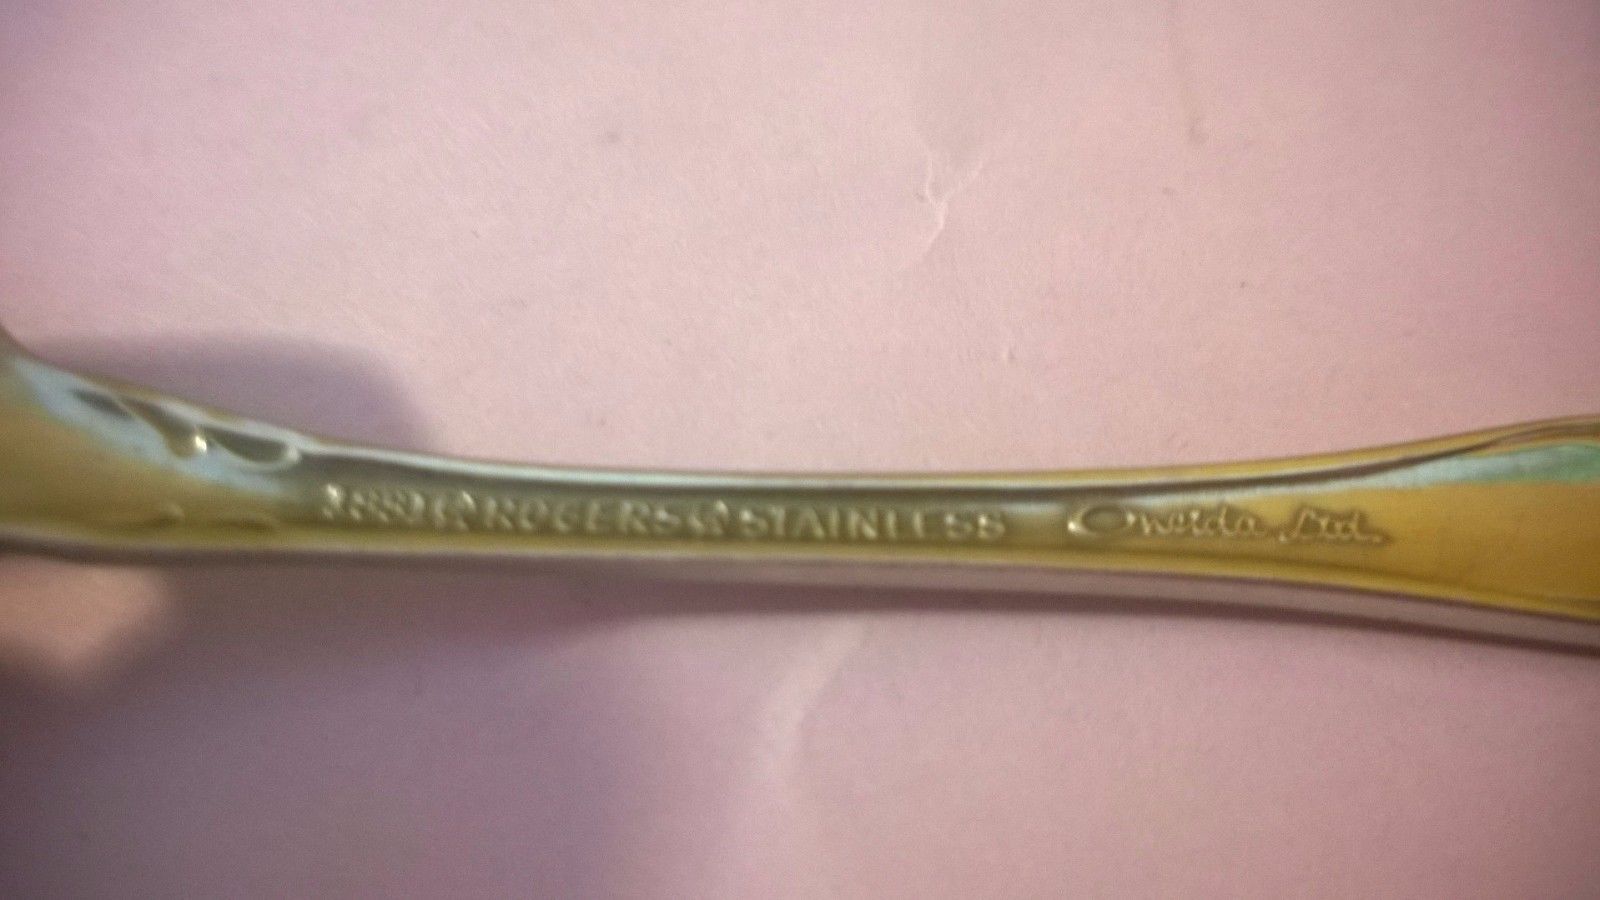 1881 ® ROGERS ® STAINLESS Oneida Ltd.